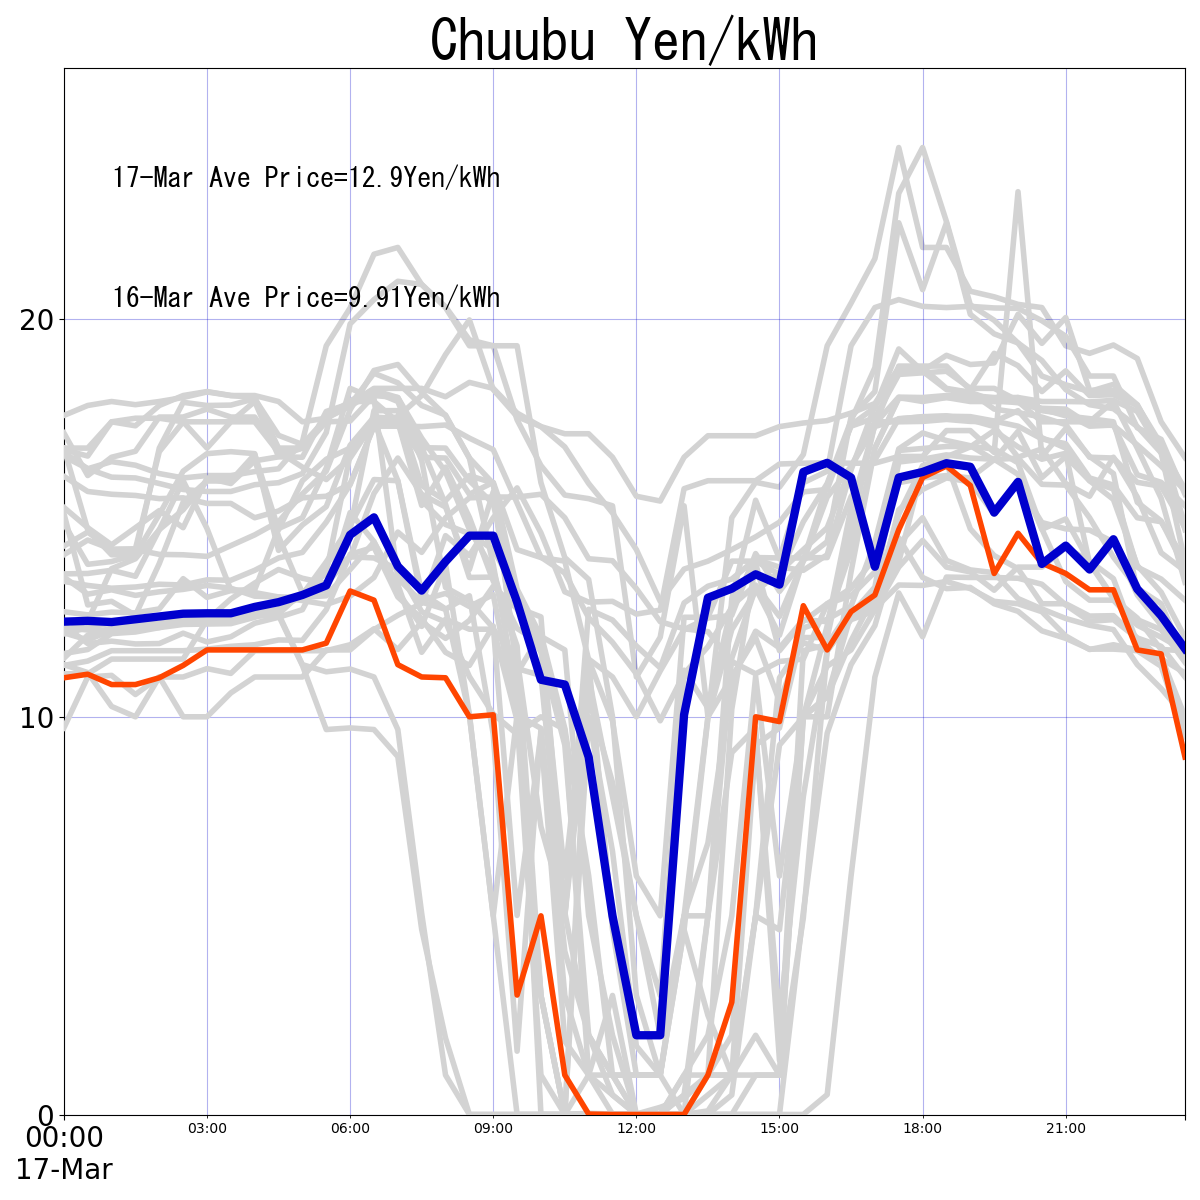 Chuubu Yen/kWh
17-Mar Ave Price=12.9Yen/kWh
16-Mar Ave Price=9.91Yen/kWh
20
10
0
00:00 03:00 06:00 09:00 12:00 15:00 18:00 21:00
17-Mar